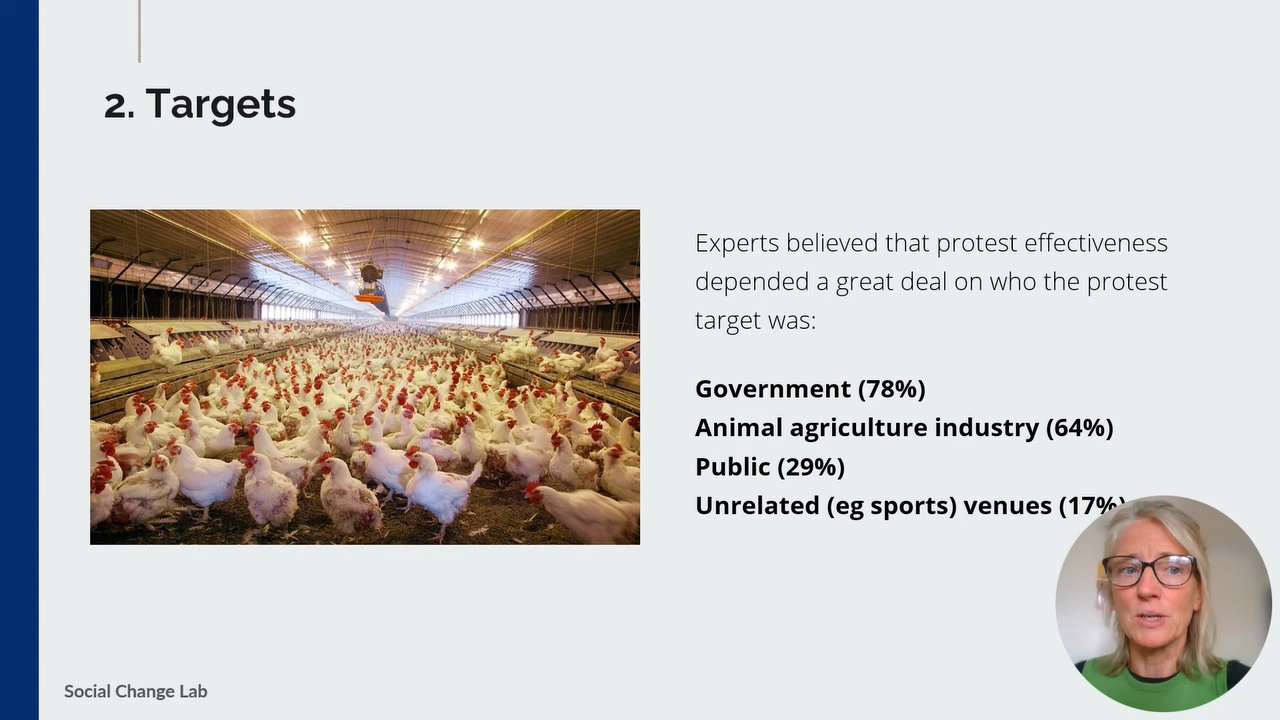 2. Targets
Experts believed that protest effectiveness
depended a great deal on who the protest
target was:
Government (78%)
Animal agriculture industry (64%)
Public (29%)
Unrelated (eg sports) venues (17%)
Social Change Lab